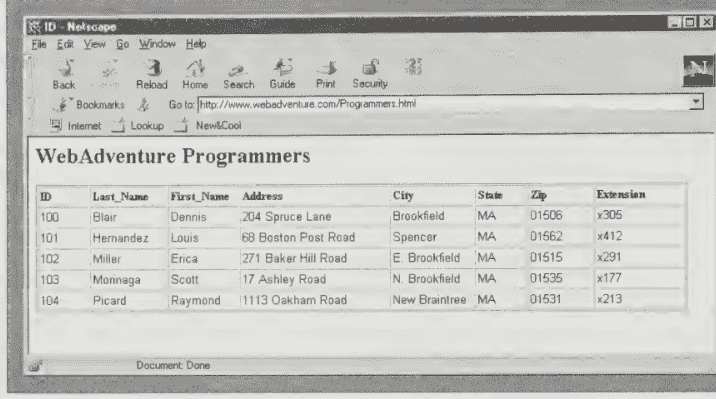 ID - Netscape
File Edit View Go Window Help
Back Reload Home Search Guide Print Security
N
Bookmarks Go to: http://www.webadventure.com/Programmers.html
Internet Lookup New&Cool
WebAdventure Programmers
ID Last_Name First_Name Address City State Zip Extension
100 Blair Dennis 204 Spruce Lane Brookfield MA 01506 x305
101 Hernandez Louis 68 Boston Post Road Spencer MA 01562 x412
102 Miller Erica 271 Baker Hill Road E. Brookfield MA 01515 x291
103 Morinaga Scott 17 Ashley Road N. Brookfield MA 01535 x177
104 Picard Raymond 1113 Oakham Road New Braintree MA 01531 x213
Document: Done